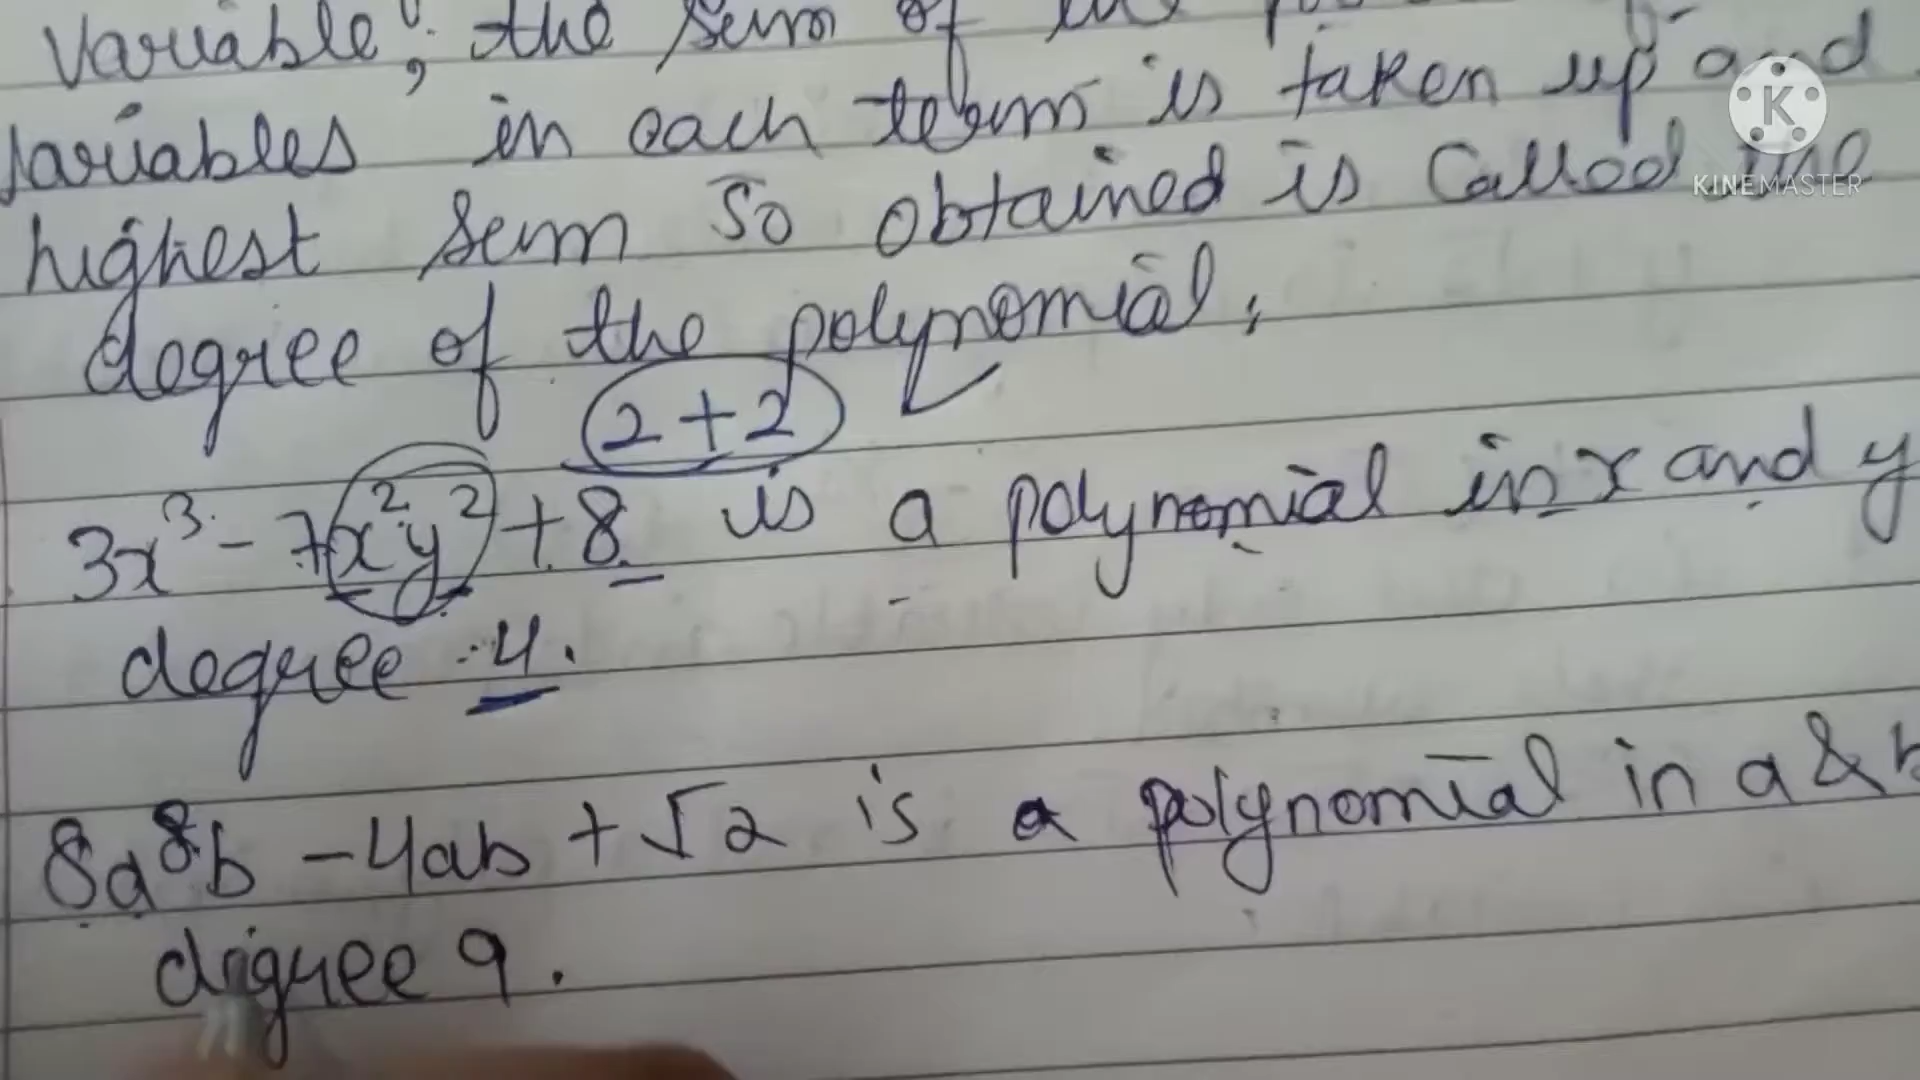 variable, the sum of the
variables in each term is taken up and
highest sum so obtained is called the
degree of the polynomial.
2+2
3x³ - 7x²y² + 8 is a polynomial in x and y
degree 4.
8a⁸b - 4ab + √2 is a polynomial in a & b
digree 9.
K
KINEMASTER